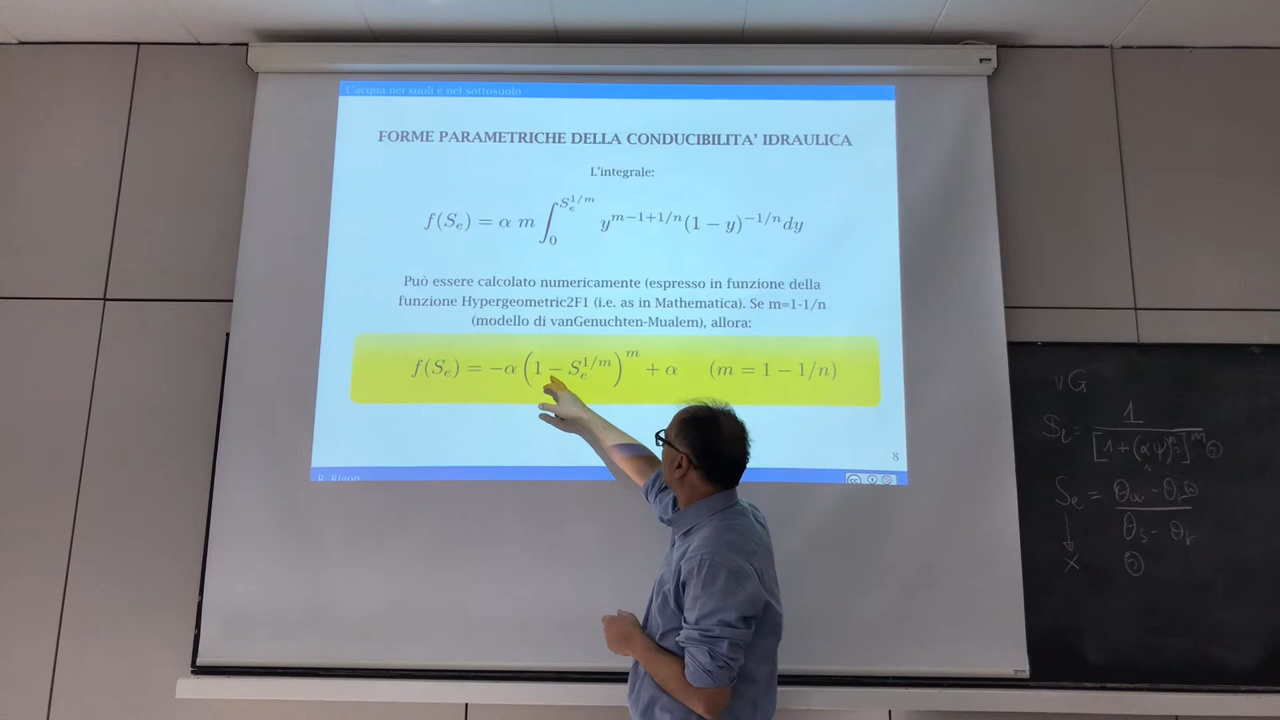 L'acqua nei suoli e nel sottosuolo
FORME PARAMETRICHE DELLA CONDUCIBILITA' IDRAULICA
L'integrale:
f(S_e) = α m ∫_0^{S_e^{1/m}} y^{m−1+1/n}(1 − y)^{−1/n} dy
Può essere calcolato numericamente (espresso in funzione della
funzione Hypergeometric2F1 (i.e. as in Mathematica). Se m=1-1/n
(modello di vanGenuchten-Mualem), allora:
f(S_e) = −α (1 − S_e^{1/m})^m + α (m = 1 − 1/n)
8
R. Rigon
cc
vG
S_e = 1 / [1+(αψ)^n]^m
S_e = θ_w − θ_r / θ_s − θ_r
x